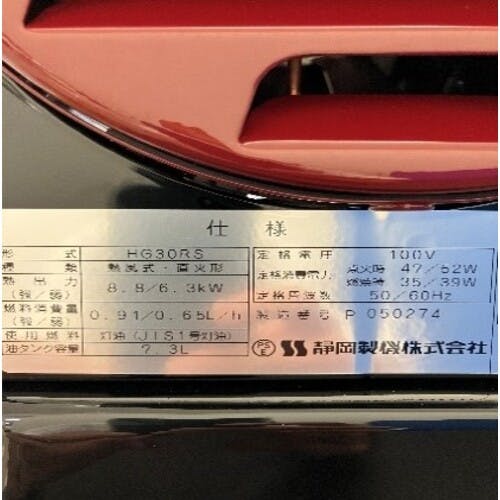 仕様
形式 HG30RS
種類 熱風式・直火形
熱出力(強/弱) 8.8/6.3kW
燃料消費量(強/弱) 0.91/0.65L/h
使用燃料 灯油(JIS1号灯油)
油タンク容量 7.3L
定格電圧 100V
定格消費電力 点火時 47/52W
燃焼時 35/39W
定格周波数 50/60Hz
製造番号 P 050274
PSE 静岡製機株式会社